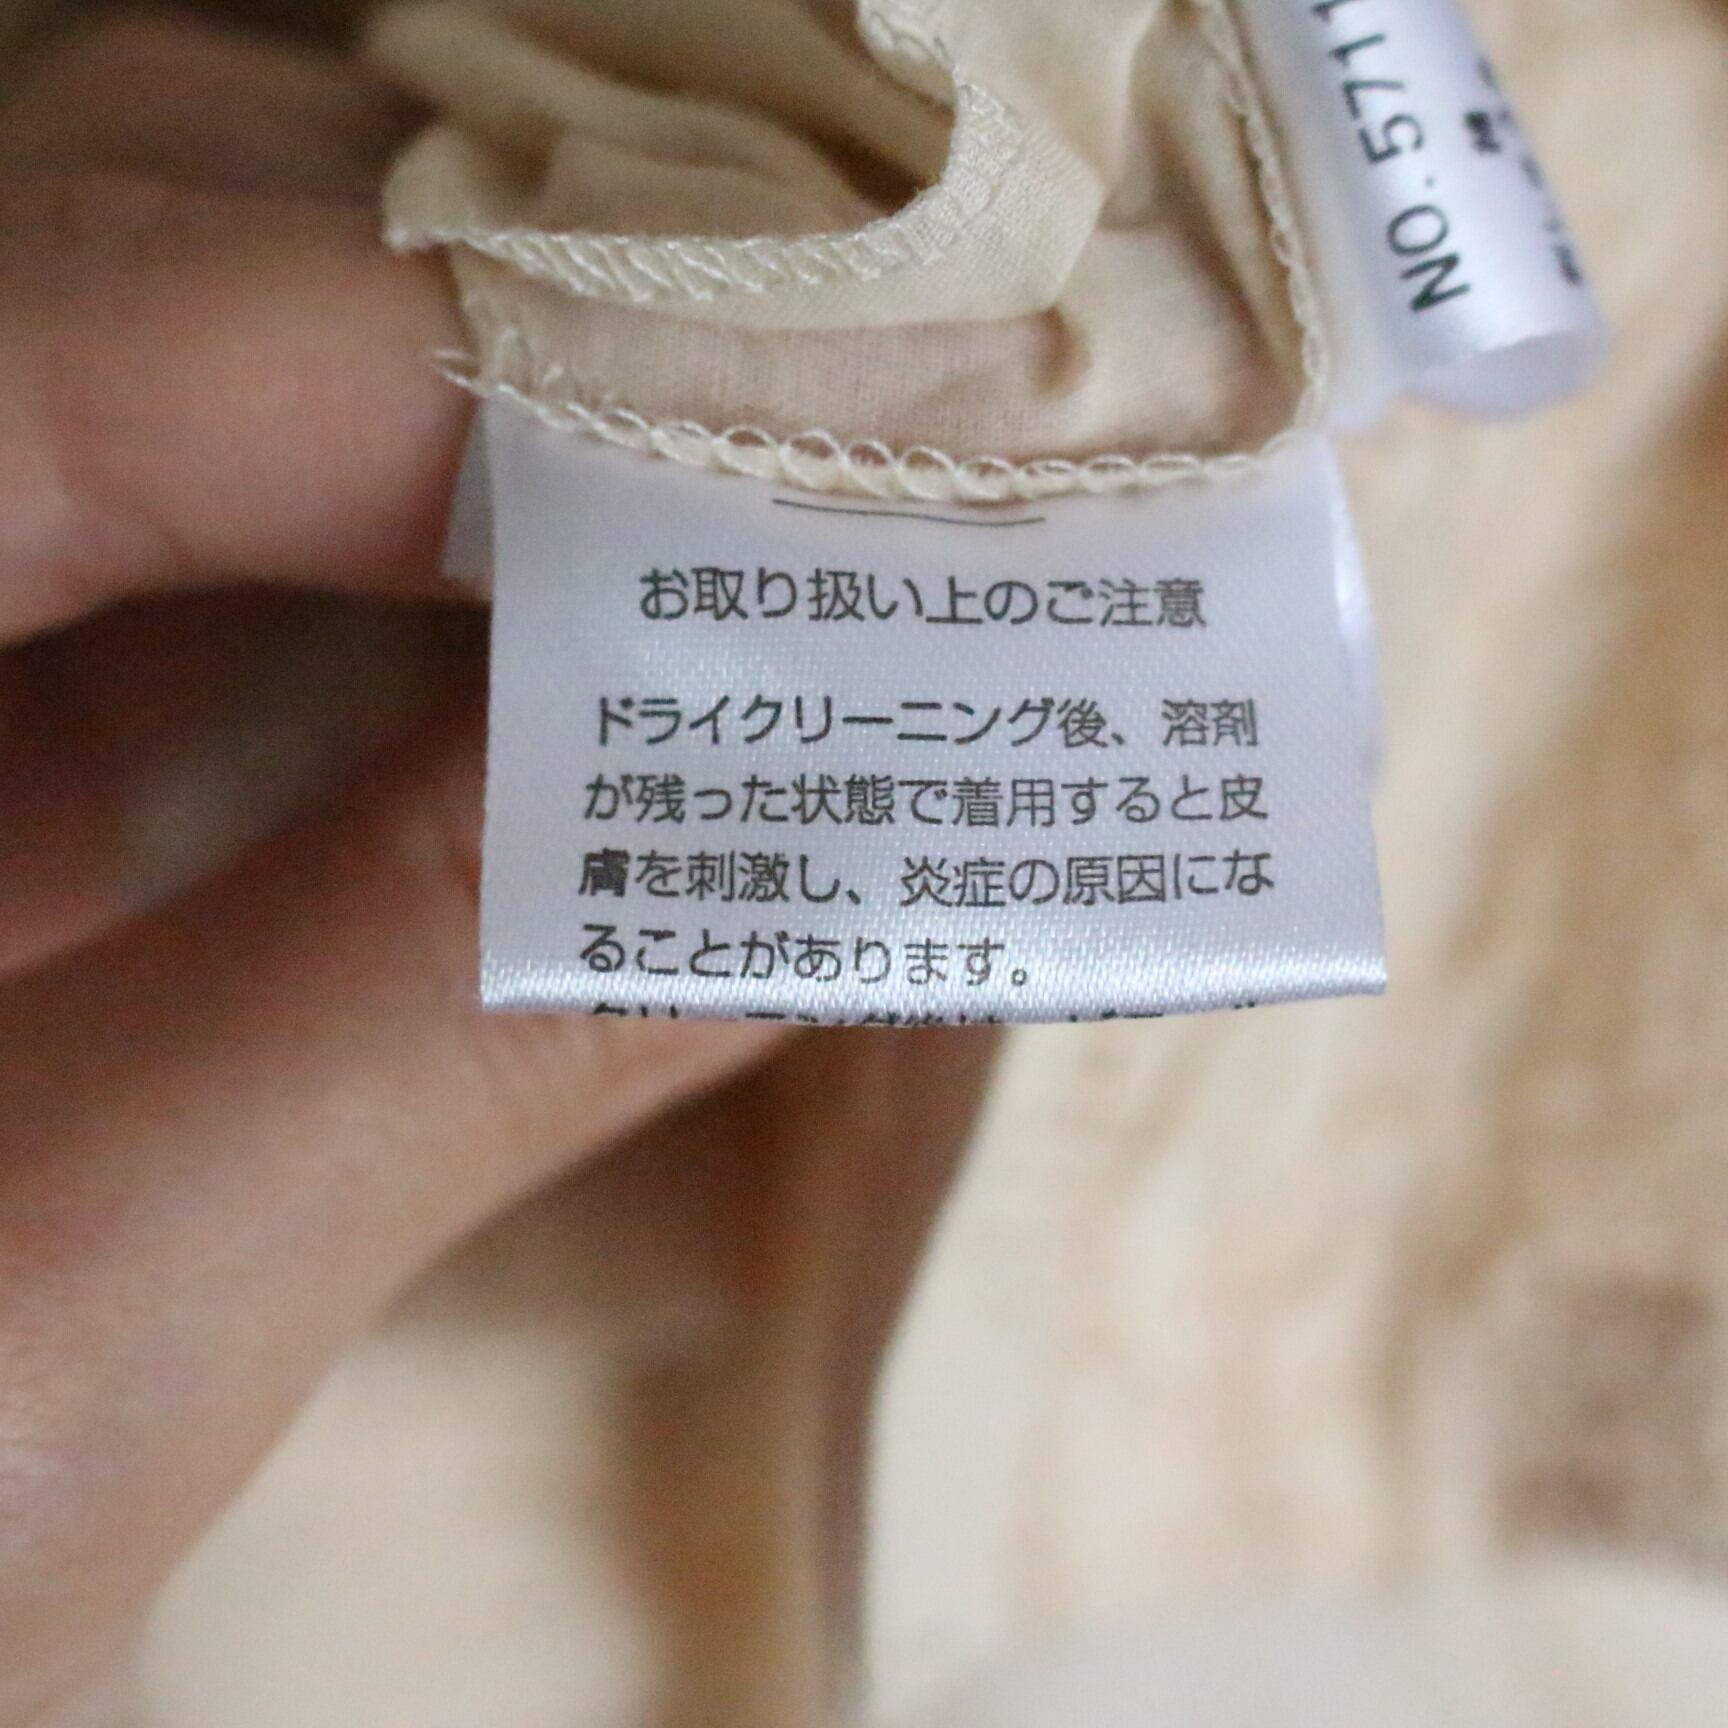 NO. 571
お取り扱い上のご注意
ドライクリーニング後、溶剤
が残った状態で着用すると皮
膚を刺激し、炎症の原因にな
ることがあります。